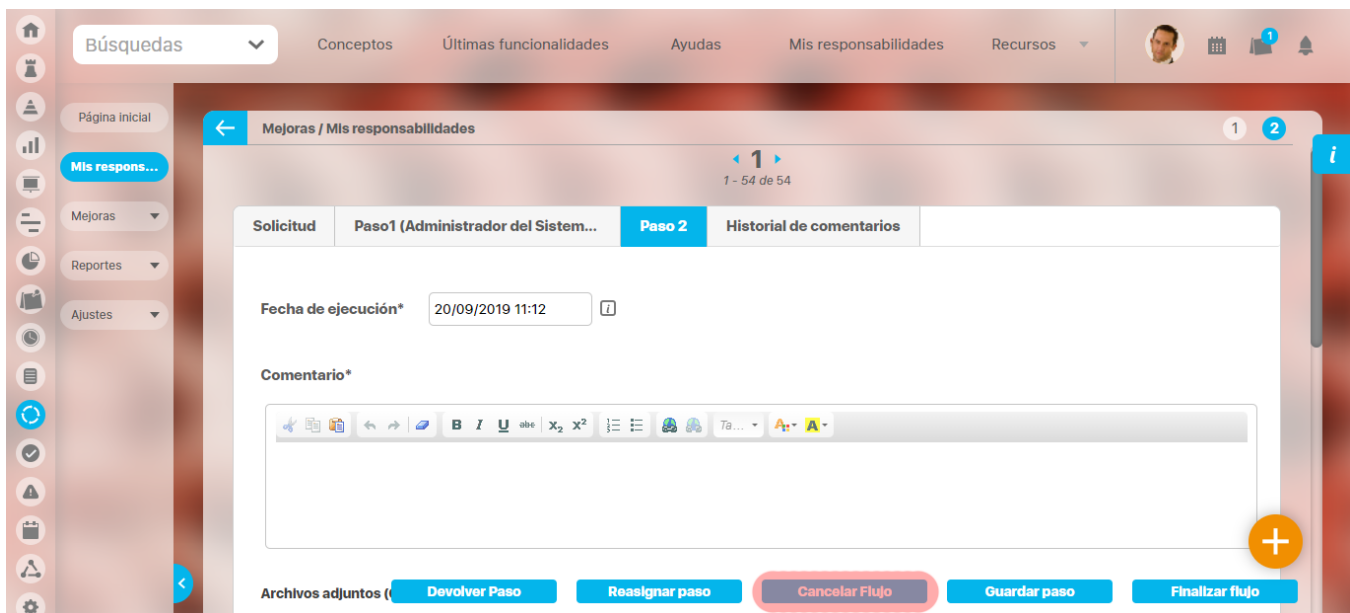 Búsquedas
Conceptos
Últimas funcionalidades
Ayudas
Mis responsabilidades
Recursos
1
Página inicial
Mis respons...
Mejoras
Reportes
Ajustes
Mejoras / Mis responsabilidades
1
2
i
1
1 - 54 de 54
Solicitud
Paso1 (Administrador del Sistem...
Paso 2
Historial de comentarios
Fecha de ejecución*
20/09/2019 11:12
i
Comentario*
B I U abc X₂ X²
Ta...
A
A
Archivos adjuntos (
Devolver Paso
Reasignar paso
Cancelar Flujo
Guardar paso
Finalizar flujo